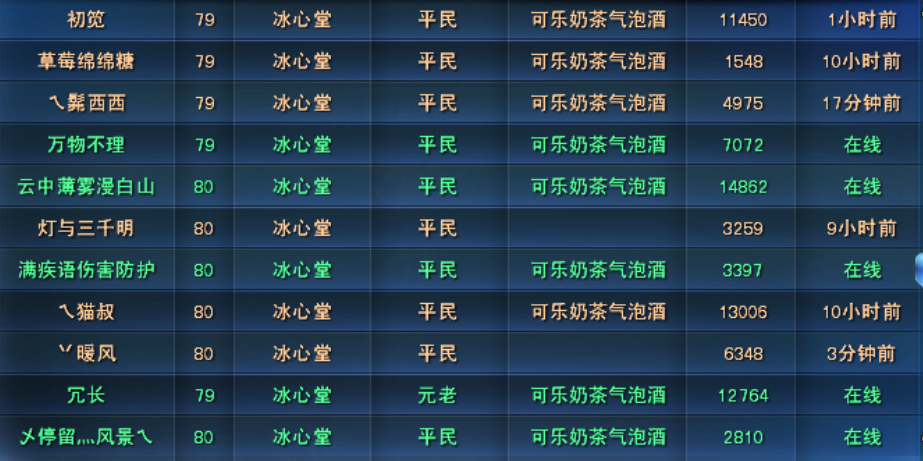 初笕 79 冰心堂 平民 可乐奶茶气泡酒 11450 1小时前
草莓绵绵糖 79 冰心堂 平民 可乐奶茶气泡酒 1548 10小时前
乀髴西西 79 冰心堂 平民 可乐奶茶气泡酒 4975 17分钟前
万物不理 79 冰心堂 平民 可乐奶茶气泡酒 7072 在线
云中薄雾漫白山 80 冰心堂 平民 可乐奶茶气泡酒 14862 在线
灯与三千明 80 冰心堂 平民 3259 9小时前
满疾语伤害防护 80 冰心堂 平民 可乐奶茶气泡酒 3397 在线
乀猫叔 80 冰心堂 平民 可乐奶茶气泡酒 13006 10小时前
丷暖风 80 冰心堂 平民 6348 3分钟前
冗长 79 冰心堂 元老 可乐奶茶气泡酒 12764 在线
乄停留灬风景乀 80 冰心堂 平民 可乐奶茶气泡酒 2810 在线